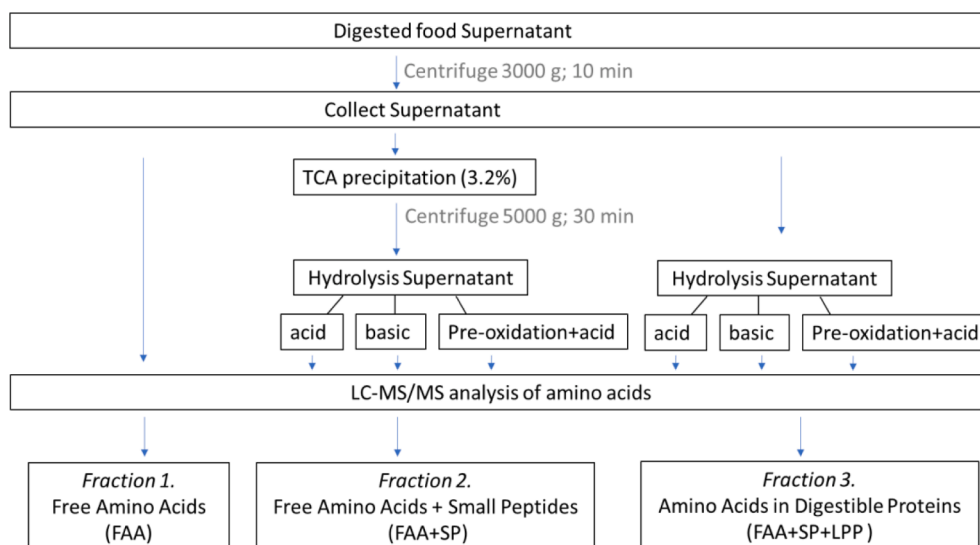 Digested food Supernatant
Centrifuge 3000 g; 10 min
Collect Supernatant
TCA precipitation (3.2%)
Centrifuge 5000 g; 30 min
Hydrolysis Supernatant
Hydrolysis Supernatant
acid
basic
Pre-oxidation+acid
acid
basic
Pre-oxidation+acid
LC-MS/MS analysis of amino acids
Fraction 1.
Free Amino Acids
(FAA)
Fraction 2.
Free Amino Acids + Small Peptides
(FAA+SP)
Fraction 3.
Amino Acids in Digestible Proteins
(FAA+SP+LPP )